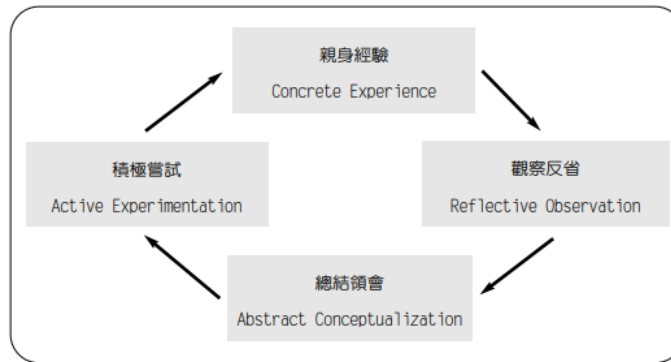 親身經驗
Concrete Experience
積極嘗試
Active Experimentation
觀察反省
Reflective Observation
總結領會
Abstract Conceptualization